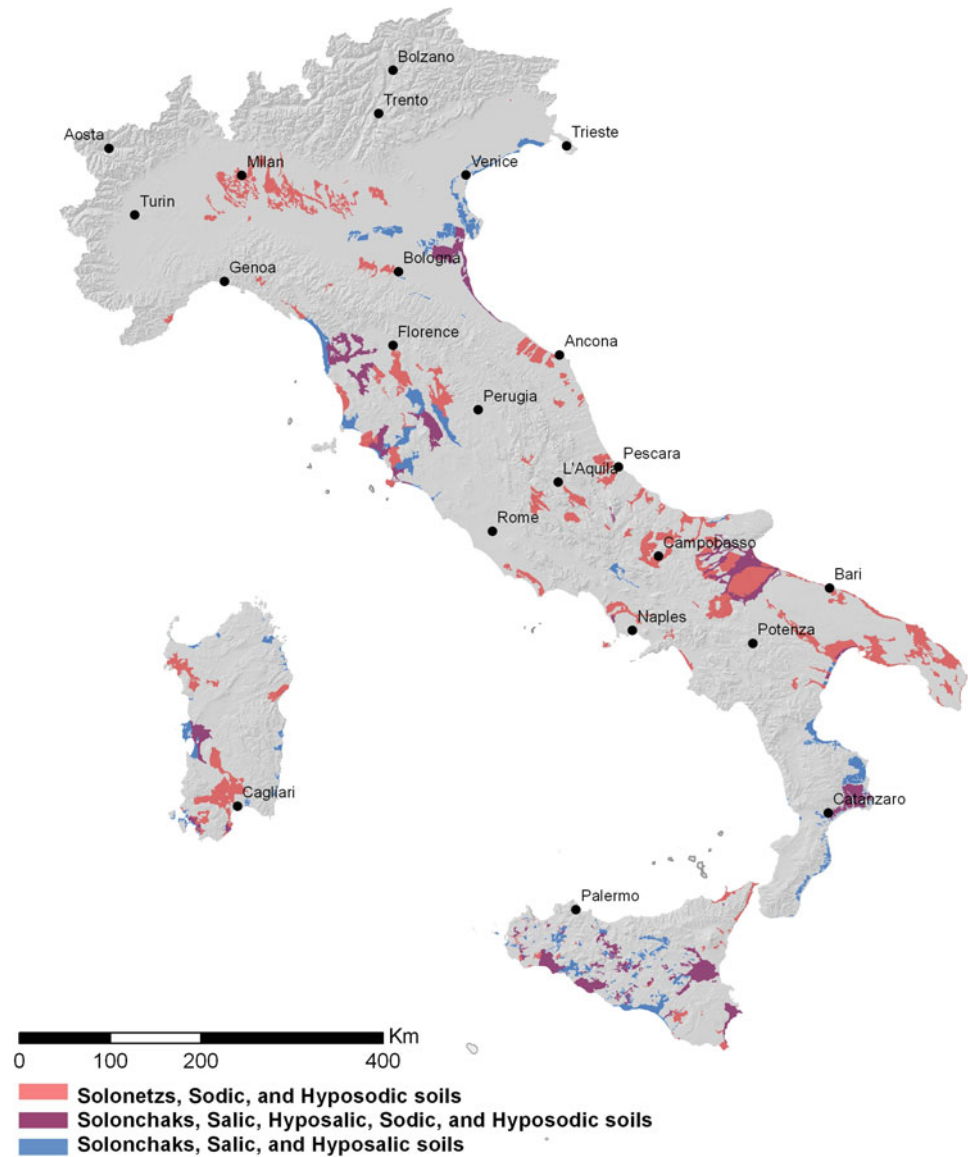 Bolzano
Trento
Aosta
Trieste
Milan
Venice
Turin
Bologna
Genoa
Florence
Ancona
Perugia
Pescara
L'Aquila
Rome
Campobasso
Bari
Naples
Potenza
Cagliari
Catanzaro
Palermo
Km
0 100 200 400
Solonetzs, Sodic, and Hyposodic soils
Solonchaks, Salic, Hyposalic, Sodic, and Hyposodic soils
Solonchaks, Salic, and Hyposalic soils